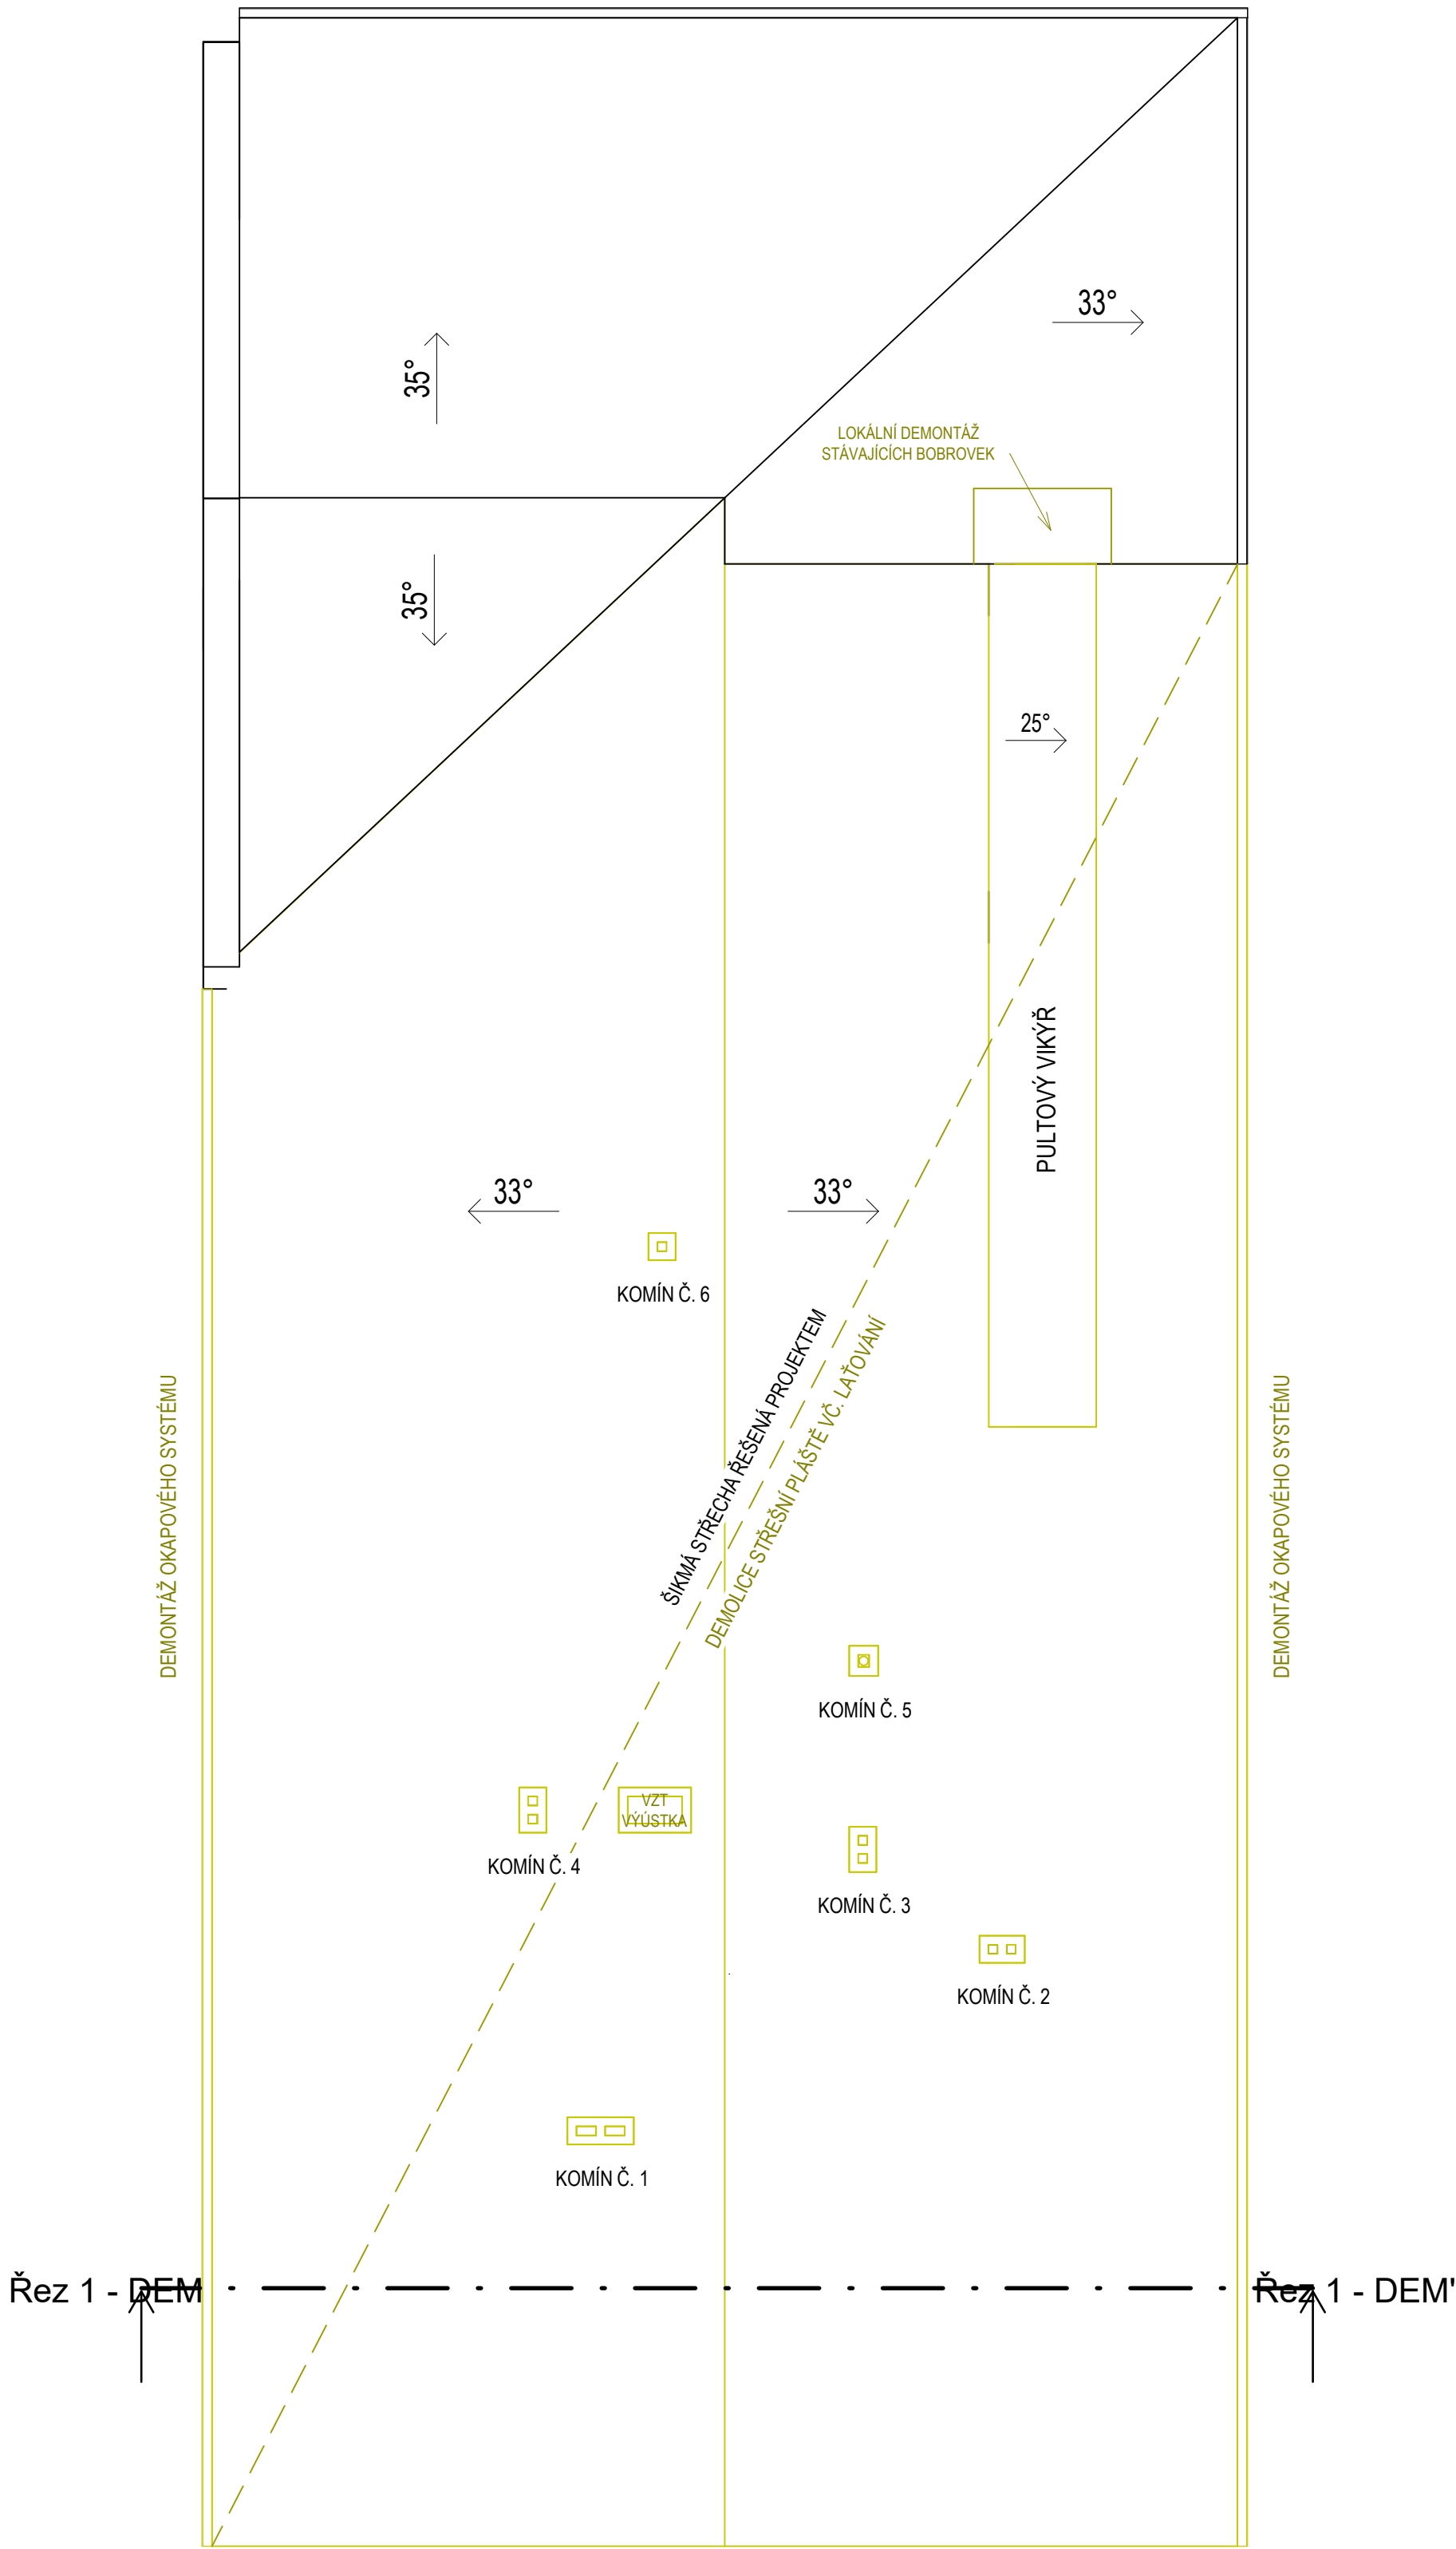 33°
35°
LOKÁLNÍ DEMONTÁŽ
STÁVAJÍCÍCH BOBROVEK
35°
25°
PULTOVÝ VIKÝŘ
33°
33°
KOMÍN Č. 6
ŠIKMÁ STŘECHA ŘEŠENÁ PROJEKTEM
DEMOLICE STŘEŠNÍ PLÁŠTĚ VČ. LAŤOVÁNÍ
DEMONTÁŽ OKAPOVÉHO SYSTÉMU
DEMONTÁŽ OKAPOVÉHO SYSTÉMU
KOMÍN Č. 5
VZT
VÝÚSTKA
KOMÍN Č. 4
KOMÍN Č. 3
KOMÍN Č. 2
KOMÍN Č. 1
Řez 1 - DEM
Řez 1 - DEM'